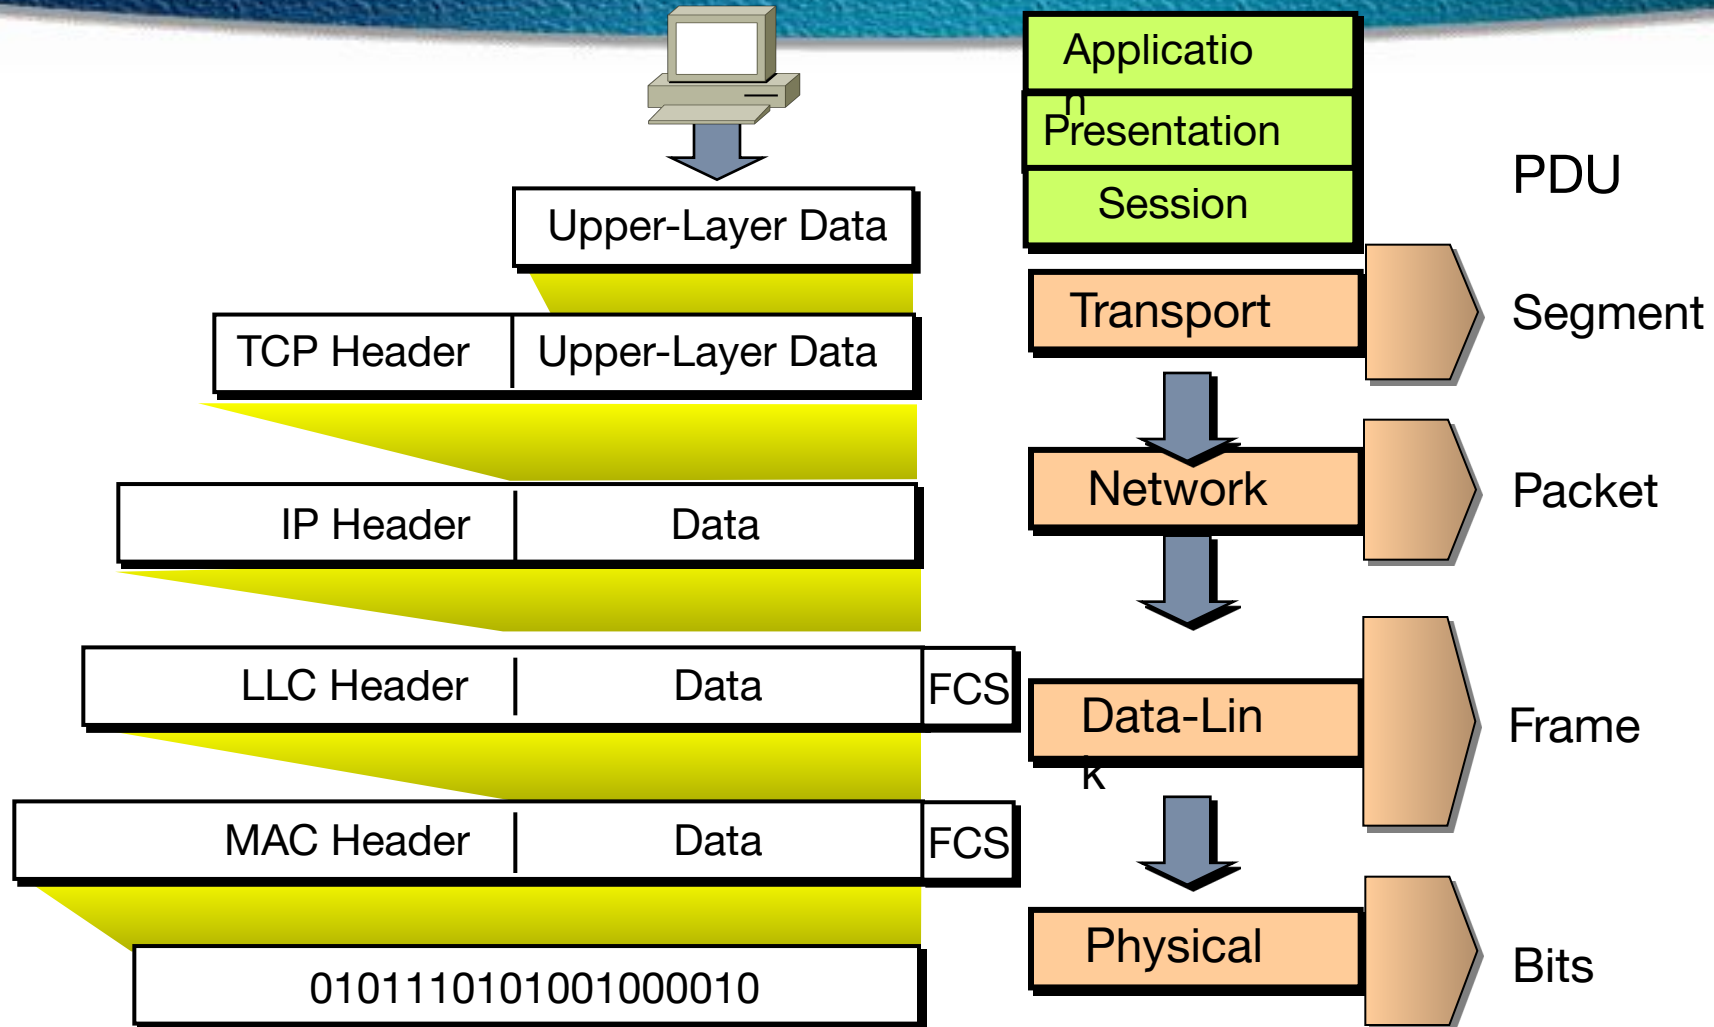 Applicatio
n
Presentation
Session
PDU
Upper-Layer Data
TCP Header Upper-Layer Data
Transport
Segment
IP Header Data
Network
Packet
LLC Header Data FCS
Data-Lin
k
Frame
MAC Header Data FCS
Physical
Bits
0101110101001000010